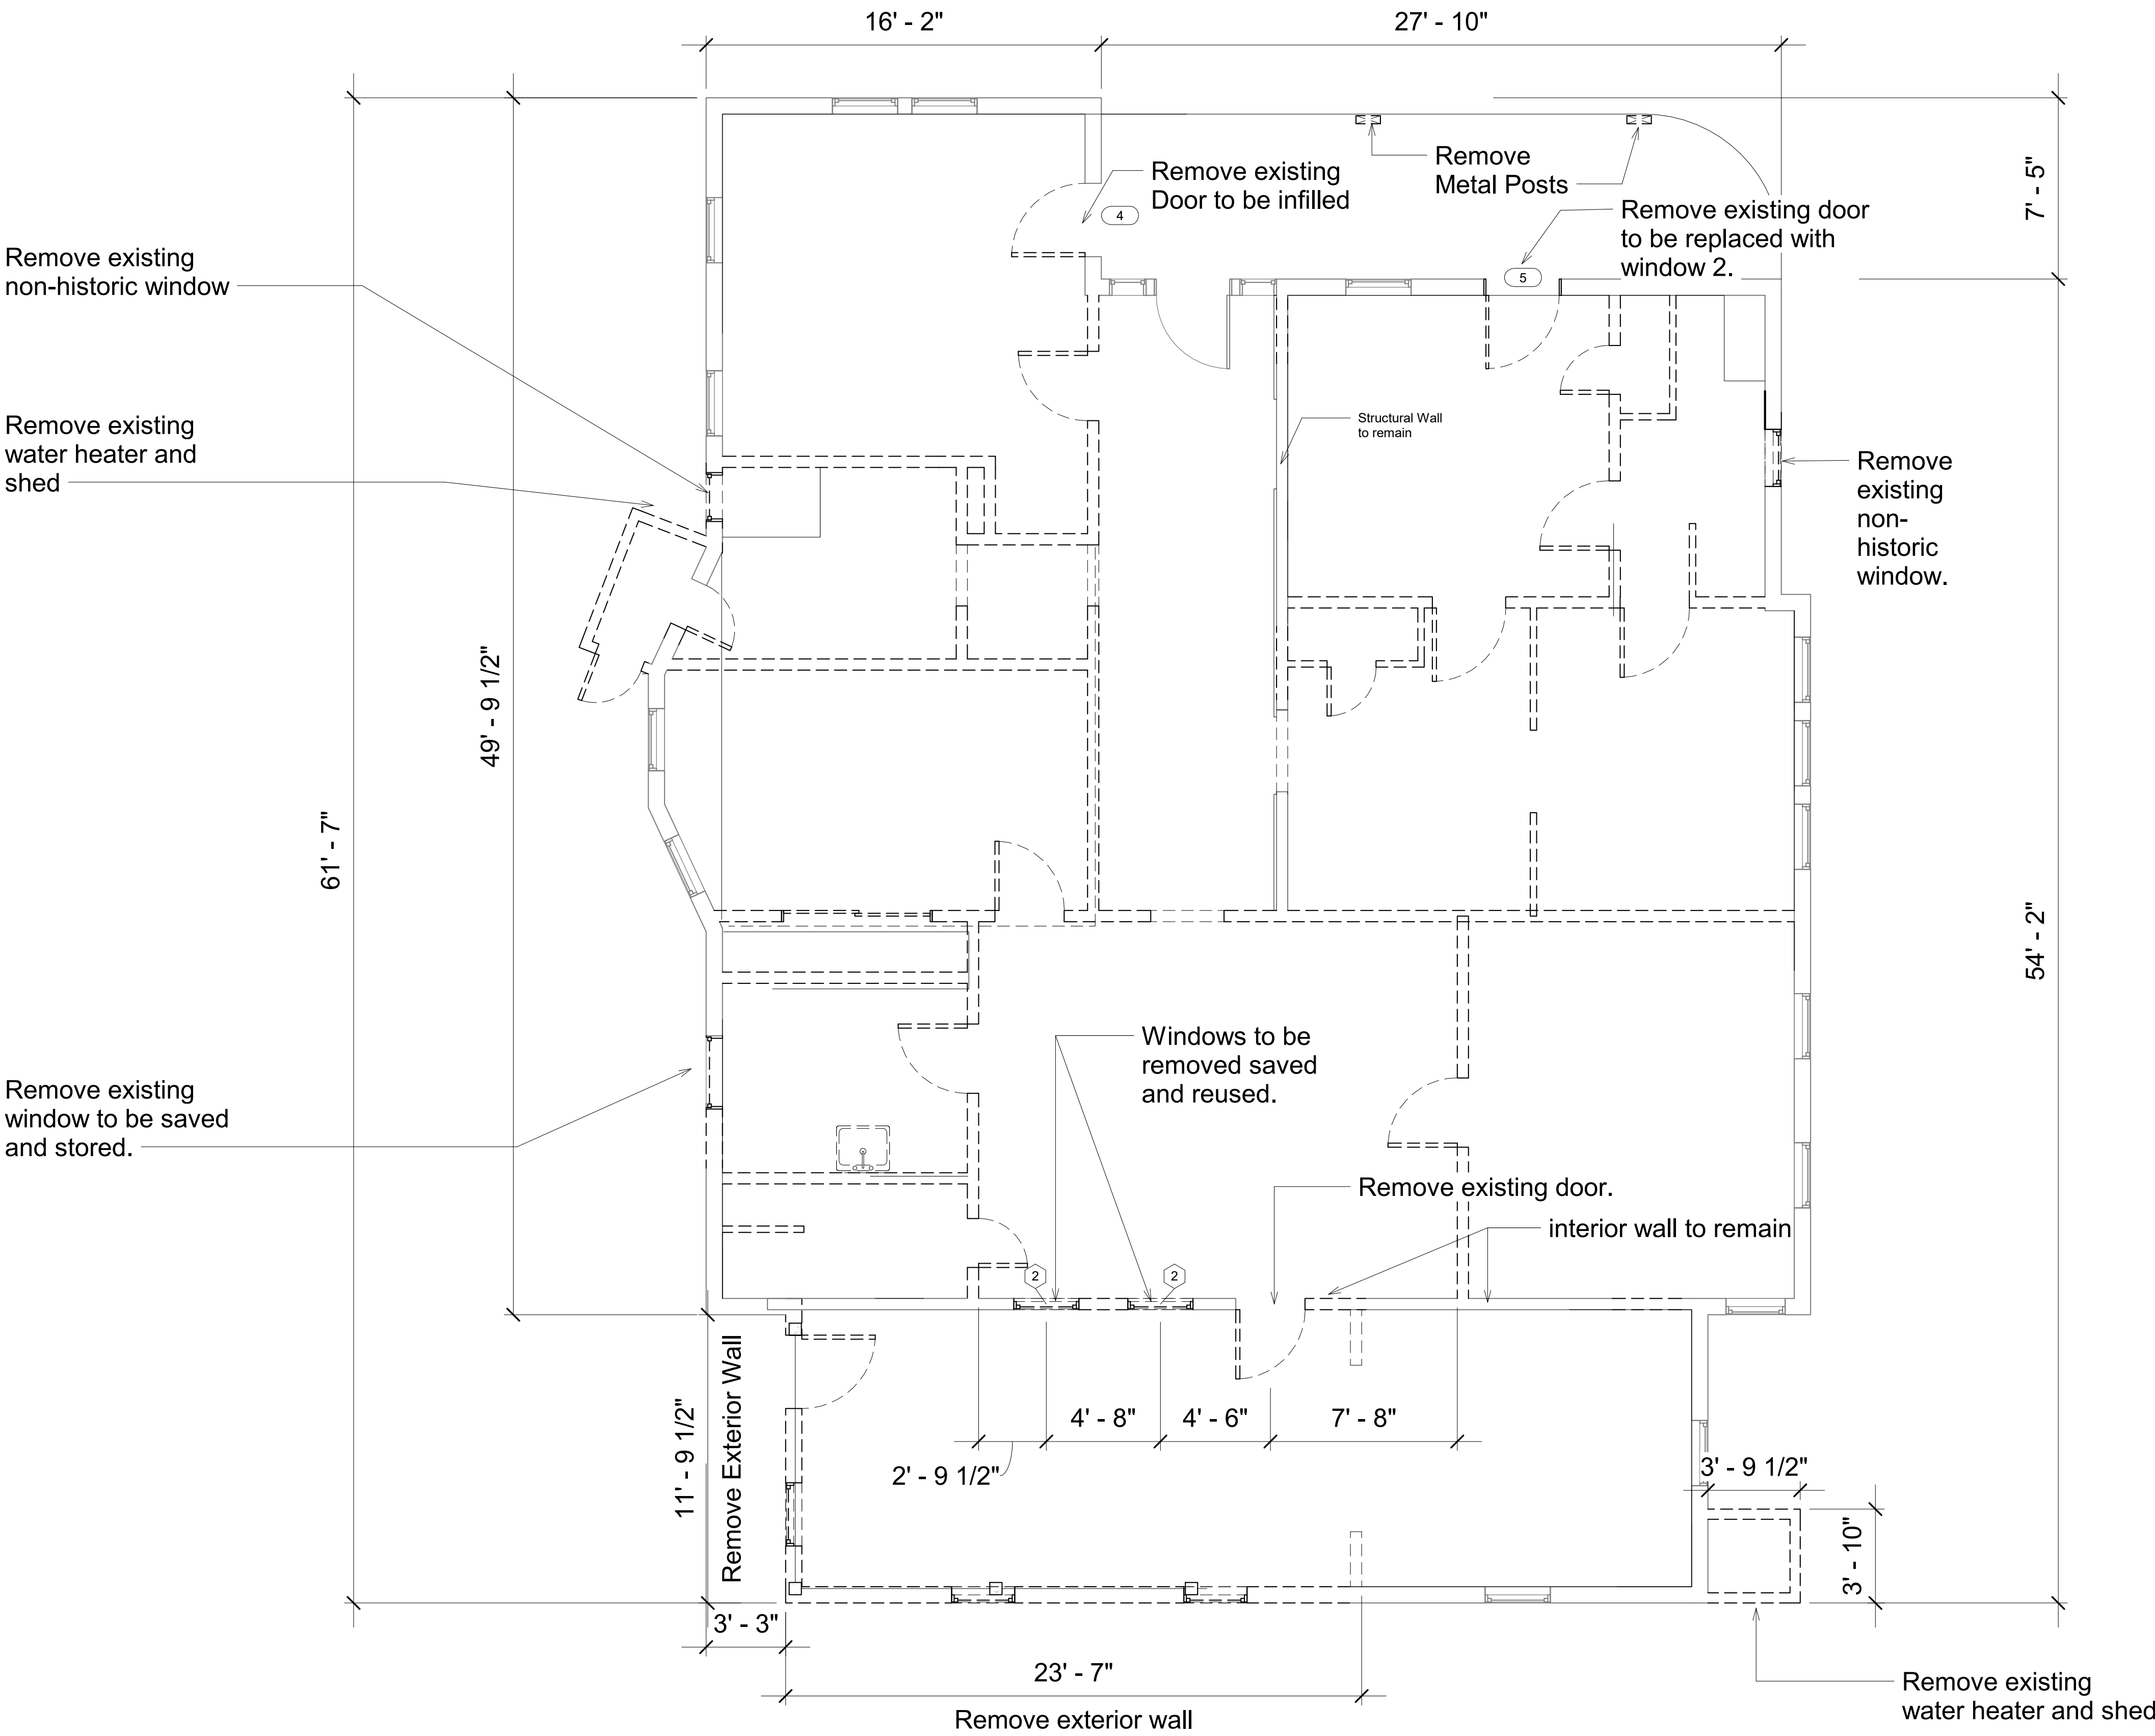 16' - 2"
27' - 10"
Remove existing
Door to be infilled
4
Remove
Metal Posts
7' - 5"
Remove existing door
to be replaced with
window 2.
5
Remove existing
non-historic window
Structural Wall
to remain
Remove existing
water heater and
shed
Remove
existing
non-
historic
window.
49' - 9 1/2"
61' - 7"
54' - 2"
Windows to be
removed saved
and reused.
Remove existing
window to be saved
and stored.
Remove existing door.
interior wall to remain
2
2
Remove Exterior Wall
11' - 9 1/2"
4' - 8"
4' - 6"
7' - 8"
2' - 9 1/2"
3' - 9 1/2"
3' - 10"
3' - 3"
23' - 7"
Remove exterior wall
Remove existing
water heater and shed